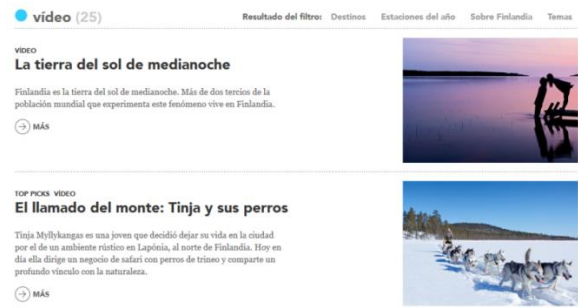 vídeo (25)
Resultado del filtro: Destinos Estaciones del año Sobre Finlandia Temas
VÍDEO
La tierra del sol de medianoche
Finlandia es la tierra del sol de medianoche. Más de dos tercios de la
población mundial que experimenta este fenómeno vive en Finlandia.
MÁS
TOP PICKS VÍDEO
El llamado del monte: Tinja y sus perros
Tinja Myllykangas es una joven que decidió dejar su vida en la ciudad
por el de un ambiente rústico en Lapónia, al norte de Finlandia. Hoy en
día ella dirige un negocio de safari con perros de trineo y comparte un
profundo vínculo con la naturaleza.
MÁS